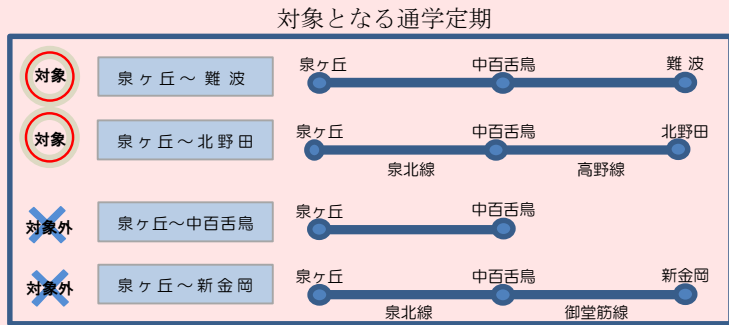 対象となる通学定期
対象
泉ヶ丘～難波
泉ヶ丘
中百舌鳥
難波
対象
泉ヶ丘～北野田
泉ヶ丘
中百舌鳥
北野田
泉北線
高野線
対象外
泉ヶ丘～中百舌鳥
泉ヶ丘
中百舌鳥
対象外
泉ヶ丘～新金岡
泉ヶ丘
中百舌鳥
新金岡
泉北線
御堂筋線